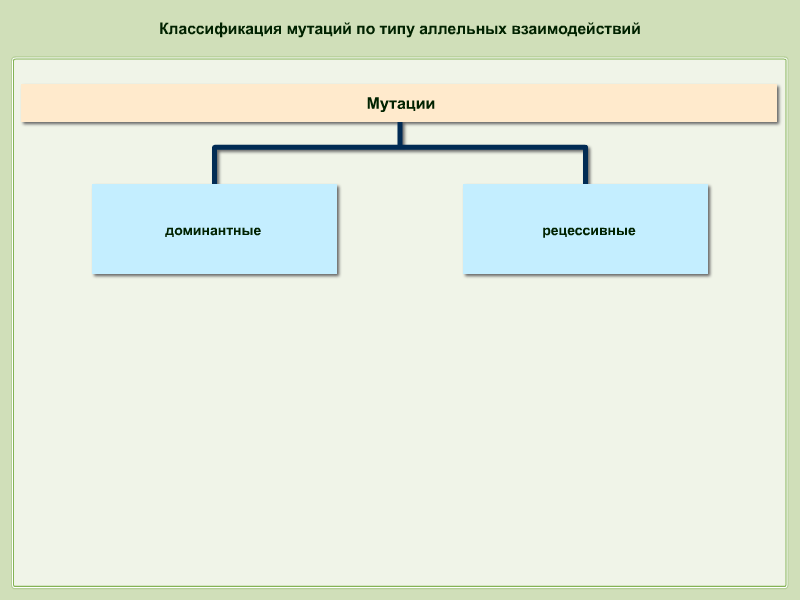 Классификация мутаций по типу аллельных взаимодействий
Мутации
доминантные
рецессивные